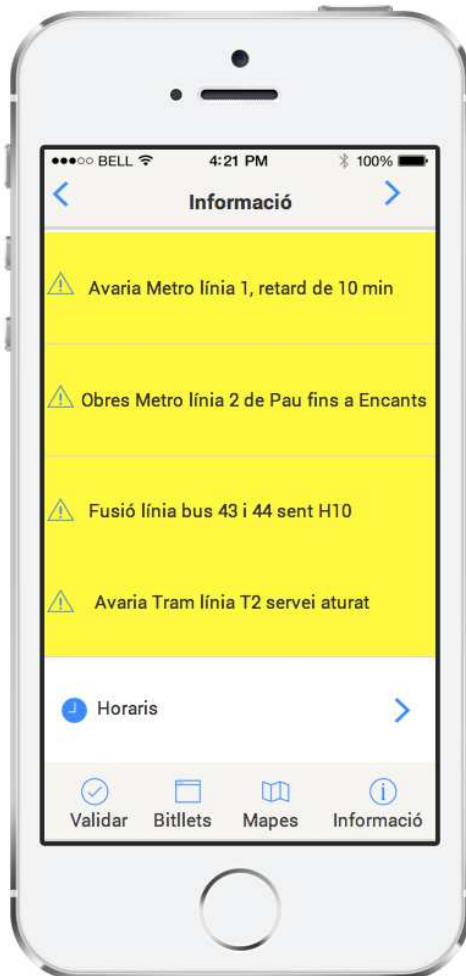 BELL 4:21 PM 100%
Informació
Avaria Metro línia 1, retard de 10 min
Obres Metro línia 2 de Pau fins a Encants
Fusió línia bus 43 i 44 sent H10
Avaria Tram línia T2 servei aturat
Horaris
Validar Bitllets Mapes Informació